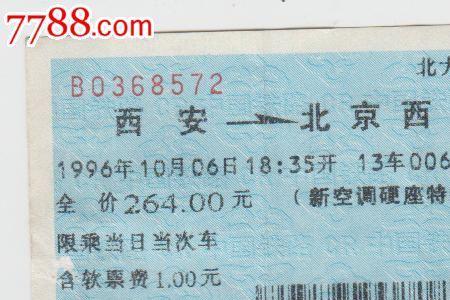 7788.com
北
B0368572
西 安 → 北 京 西
1996年10月06日18:35开 13车006
全 价264.00元 (新空调硬座特
限乘当日当次车
含软票费1.00元